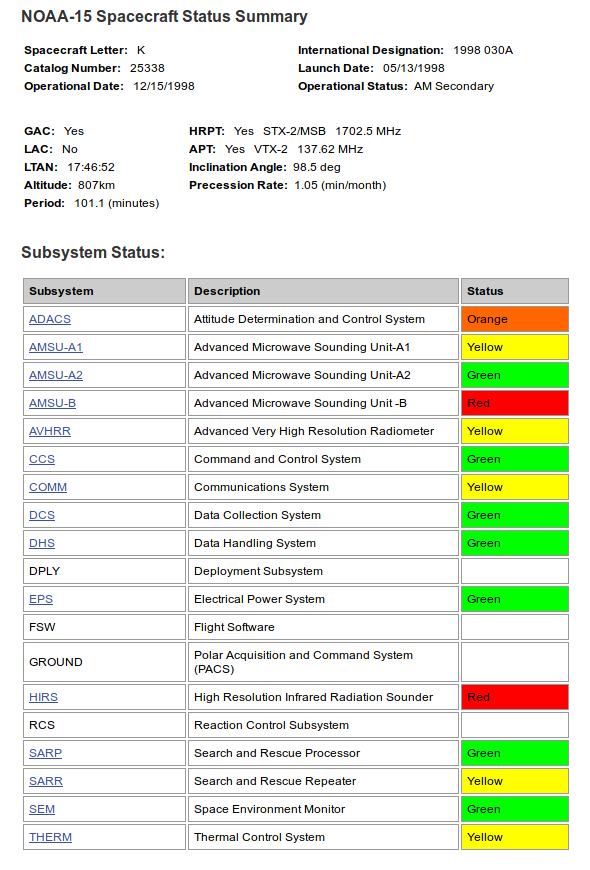 NOAA-15 Spacecraft Status Summary
Spacecraft Letter: K International Designation: 1998 030A
Catalog Number: 25338 Launch Date: 05/13/1998
Operational Date: 12/15/1998 Operational Status: AM Secondary
GAC: Yes HRPT: Yes STX-2/MSB 1702.5 MHz
LAC: No APT: Yes VTX-2 137.62 MHz
LTAN: 17:46:52 Inclination Angle: 98.5 deg
Altitude: 807km Precession Rate: 1.05 (min/month)
Period: 101.1 (minutes)
Subsystem Status:
Subsystem Description Status
ADACS Attitude Determination and Control System Orange
AMSU-A1 Advanced Microwave Sounding Unit-A1 Yellow
AMSU-A2 Advanced Microwave Sounding Unit-A2 Green
AMSU-B Advanced Microwave Sounding Unit -B Red
AVHRR Advanced Very High Resolution Radiometer Yellow
CCS Command and Control System Green
COMM Communications System Yellow
DCS Data Collection System Green
DHS Data Handling System Green
DPLY Deployment Subsystem
EPS Electrical Power System Green
FSW Flight Software
GROUND Polar Acquisition and Command System
(PACS)
HIRS High Resolution Infrared Radiation Sounder Red
RCS Reaction Control Subsystem
SARP Search and Rescue Processor Green
SARR Search and Rescue Repeater Yellow
SEM Space Environment Monitor Green
THERM Thermal Control System Yellow